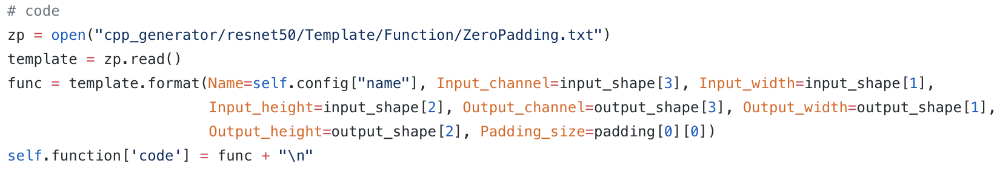 # code
zp = open("cpp_generator/resnet50/Template/Function/ZeroPadding.txt")
template = zp.read()
func = template.format(Name=self.config["name"], Input_channel=input_shape[3], Input_width=input_shape[1],
                       Input_height=input_shape[2], Output_channel=output_shape[3], Output_width=output_shape[1],
                       Output_height=output_shape[2], Padding_size=padding[0][0])
self.function['code'] = func + "\n"